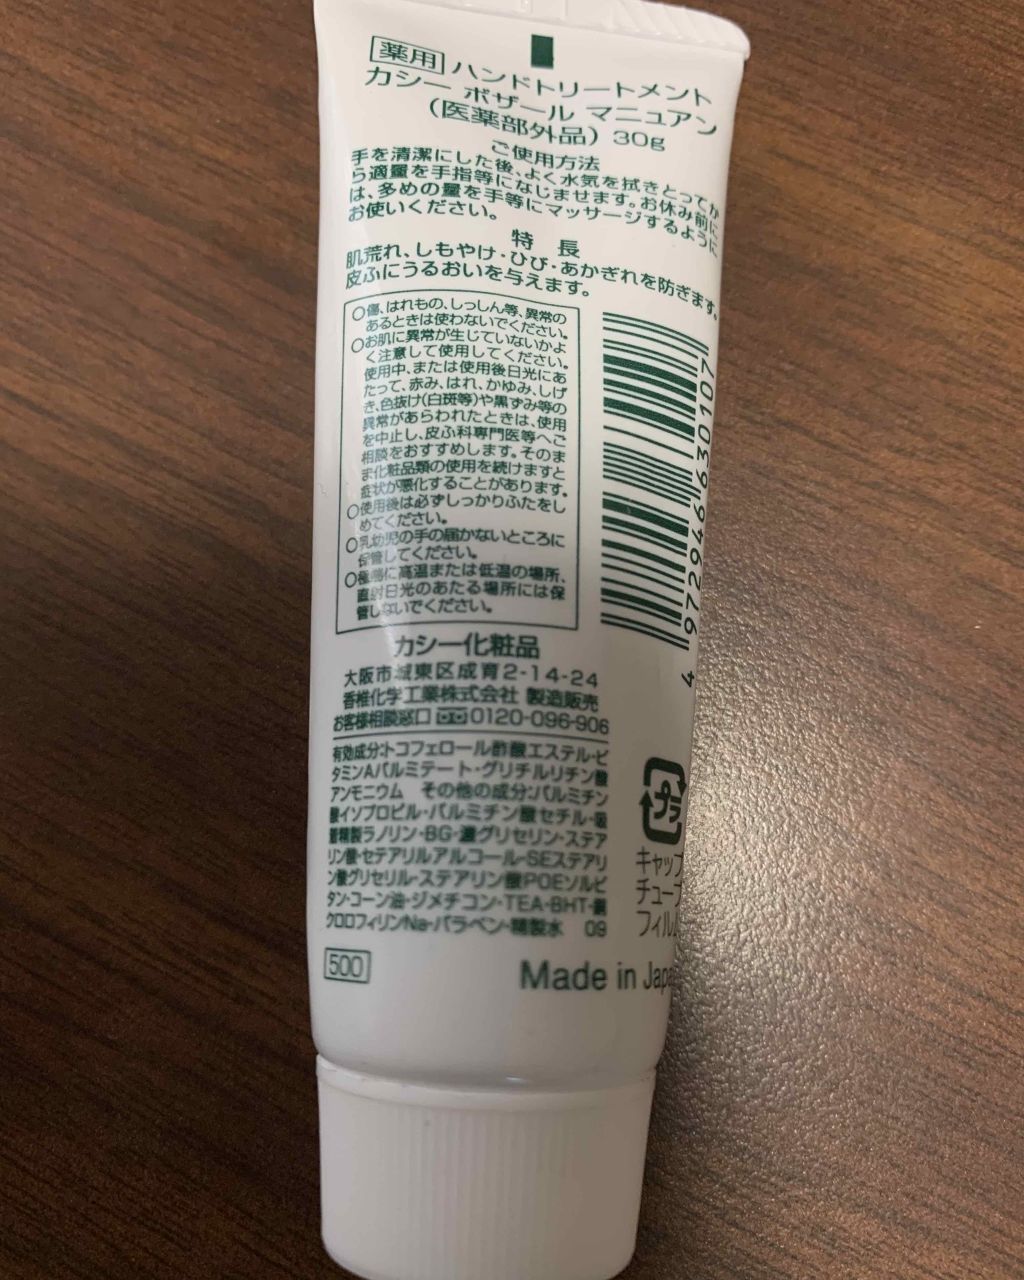 薬用 ハンドトリートメント
カシー ボザール マニュアン
(医薬部外品) 30g
ご使用方法
手を清潔にした後、よく水気を拭きとってか
ら適量を手指等になじませます。お休み前に
は、多めの量を手等にマッサージするように
お使いください。
特 長
肌荒れ、しもやけ・ひび・あかぎれを防ぎます。
皮ふにうるおいを与えます。
○傷、はれもの、しっしん等、異常の
あるときは使わないでください。
○お肌に異常が生じていないかよ
く注意して使用してください。
使用中、または使用後日光にあ
たって、赤み、はれ、かゆみ、しげ
き、色抜け(白斑等)や黒ずみ等の
異常があらわれたときは、使用
を中止し、皮ふ科専門医等へご
相談をおすすめします。そのま
ま化粧品類の使用を続けますと
症状が悪化することがあります。
○使用後は必ずしっかりふたをし
めてください。
○乳幼児の手の届かないところに
保管してください。
○極端に高温または低温の場所、
直射日光のあたる場所には保
管しないでください。
4 972946 630107
カシー化粧品
大阪市城東区成育2-14-24
香椎化学工業株式会社 製造販売
お客様相談窓口 0120-096-906
有効成分:トコフェロール酢酸エステル・ビ
タミンAパルミテート・グリチルリチン酸
アンモニウム その他の成分:パルミチン
酸イソプロピル・パルミチン酸セチル・吸
着精製ラノリン・BG・濃グリセリン・ステア
リン酸・セテアリルアルコール・SEステアリ
ン酸グリセリル・ステアリン酸POEソルビ
タン・コーン油・ジメチコン・TEA・BHT・銅
クロロフィリンNa・パラベン・精製水 09
プラ
キャップ
チューブ
フィルム
500
Made in Japa